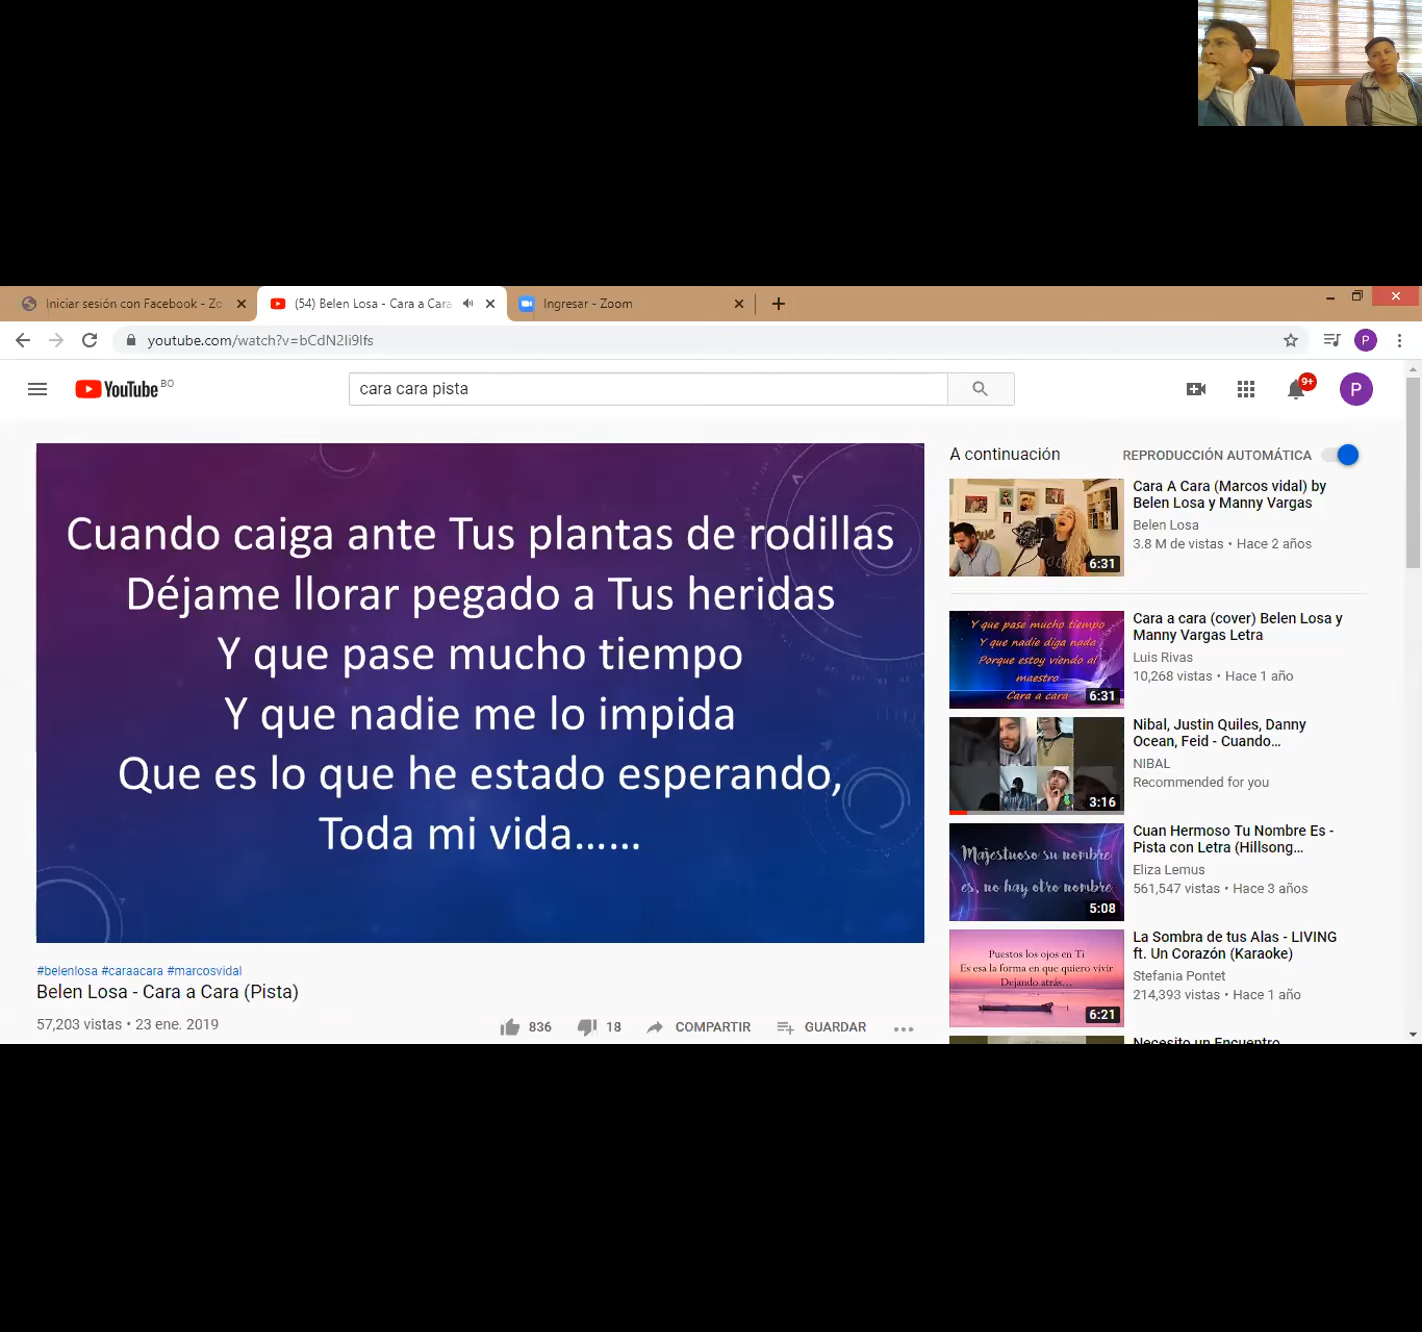 Iniciar sesión con Facebook - Zo
(54) Belen Losa - Cara a Cara
Ingresar - Zoom
youtube.com/watch?v=bCdN2Ii9Ifs
P
YouTube BO
cara cara pista
9+
P
Cuando caiga ante Tus plantas de rodillas
Déjame llorar pegado a Tus heridas
Y que pase mucho tiempo
Y que nadie me lo impida
Que es lo que he estado esperando,
Toda mi vida......
#belenlosa #caraacara #marcosvidal
Belen Losa - Cara a Cara (Pista)
57,203 vistas • 23 ene. 2019
836
18
COMPARTIR
GUARDAR
A continuación
REPRODUCCIÓN AUTOMÁTICA
6:31
Cara A Cara (Marcos vidal) by
Belen Losa y Manny Vargas
Belen Losa
3.8 M de vistas • Hace 2 años
Y que pase mucho tiempo
Y que nadie diga nada
Porque estoy viendo al
maestro
Cara a cara
6:31
Cara a cara (cover) Belen Losa y
Manny Vargas Letra
Luis Rivas
10,268 vistas • Hace 1 año
3:16
Nibal, Justin Quiles, Danny
Ocean, Feid - Cuando...
NIBAL
Recommended for you
Majestuoso su nombre
es, no hay otro nombre
5:08
Cuan Hermoso Tu Nombre Es -
Pista con Letra (Hillsong...
Eliza Lemus
561,547 vistas • Hace 3 años
Puestos los ojos en Ti
Es esa la forma en que quiero vivir
Dejando atrás...
6:21
La Sombra de tus Alas - LIVING
ft. Un Corazón (Karaoke)
Stefania Pontet
214,393 vistas • Hace 1 año
Necesito un Encuentro